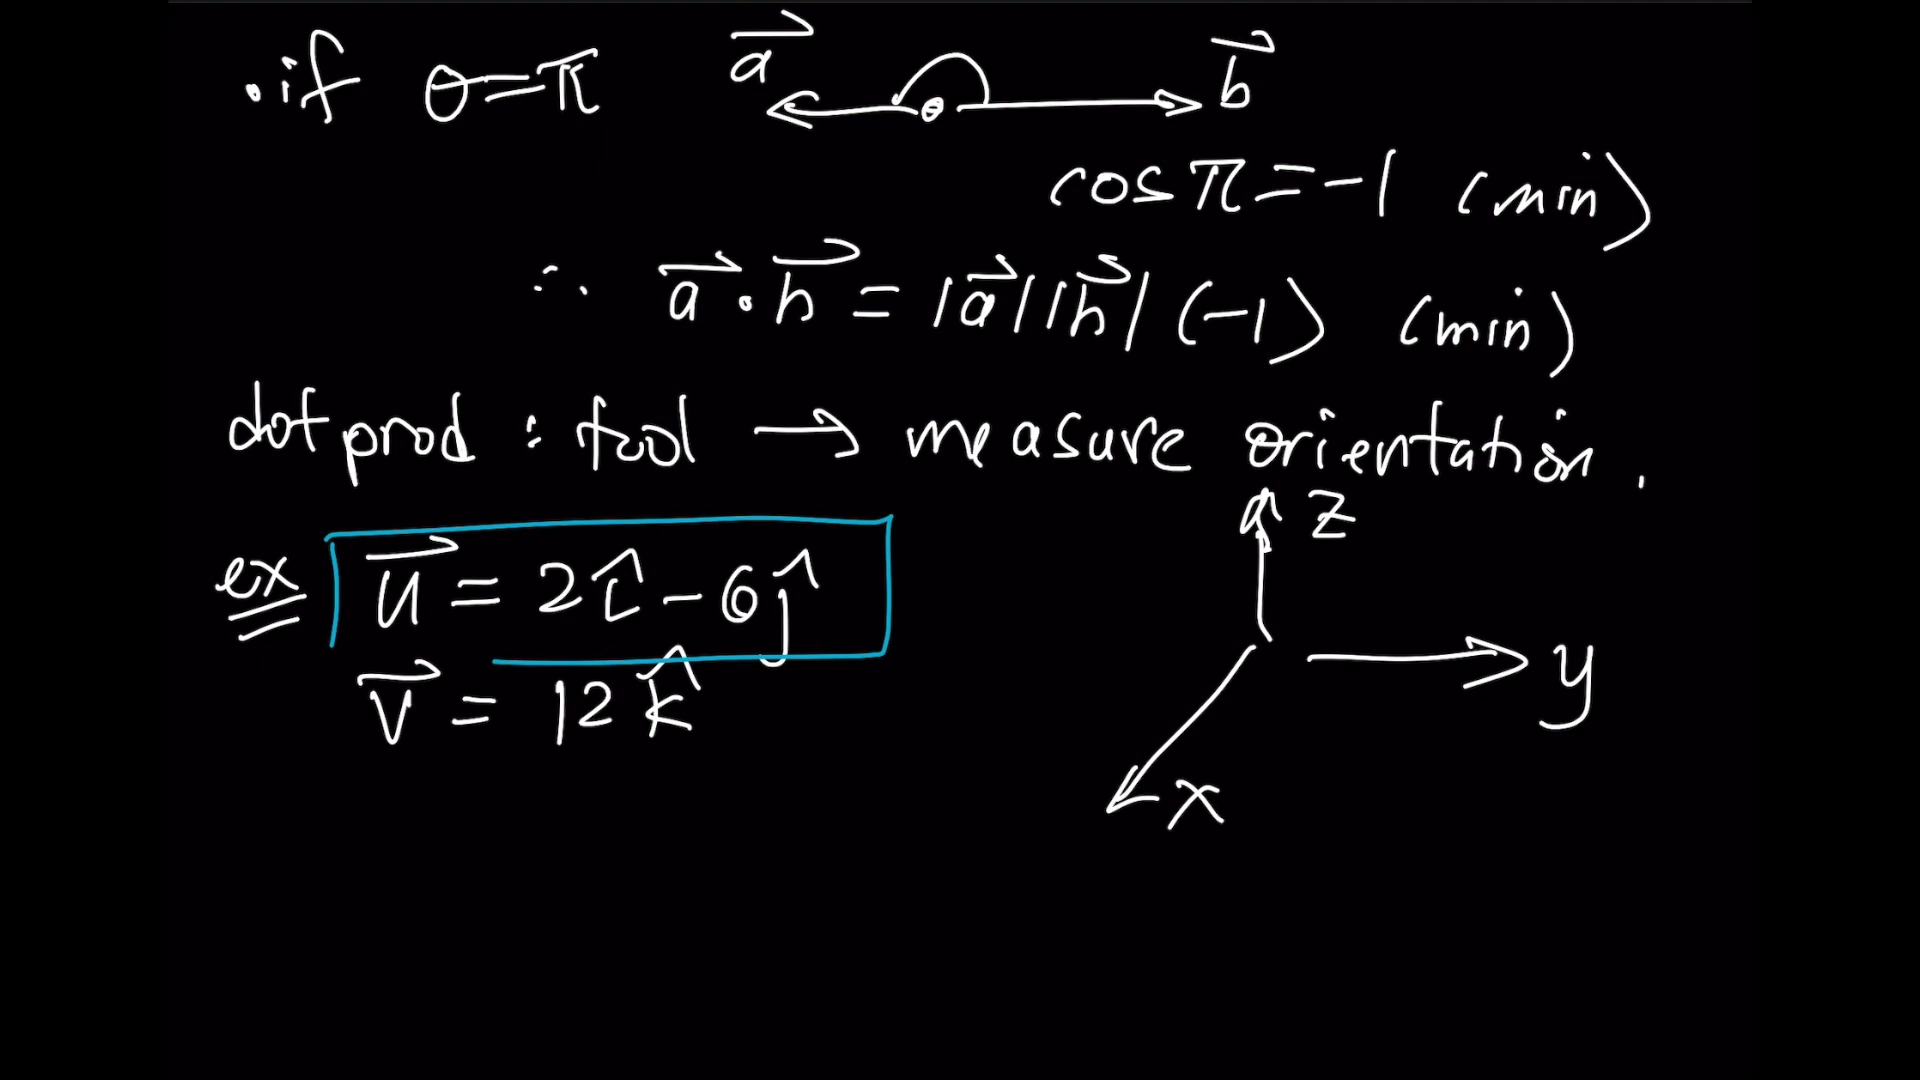 . if θ=π a⃗ θ b⃗
cos π = -1 (min)
∴ a⃗ · b⃗ = |a⃗||b⃗| (-1) (min)
dot prod : tool → measure orientation.
z
ex u⃗ = 2î - 6ĵ
y
v⃗ = 12k̂
x